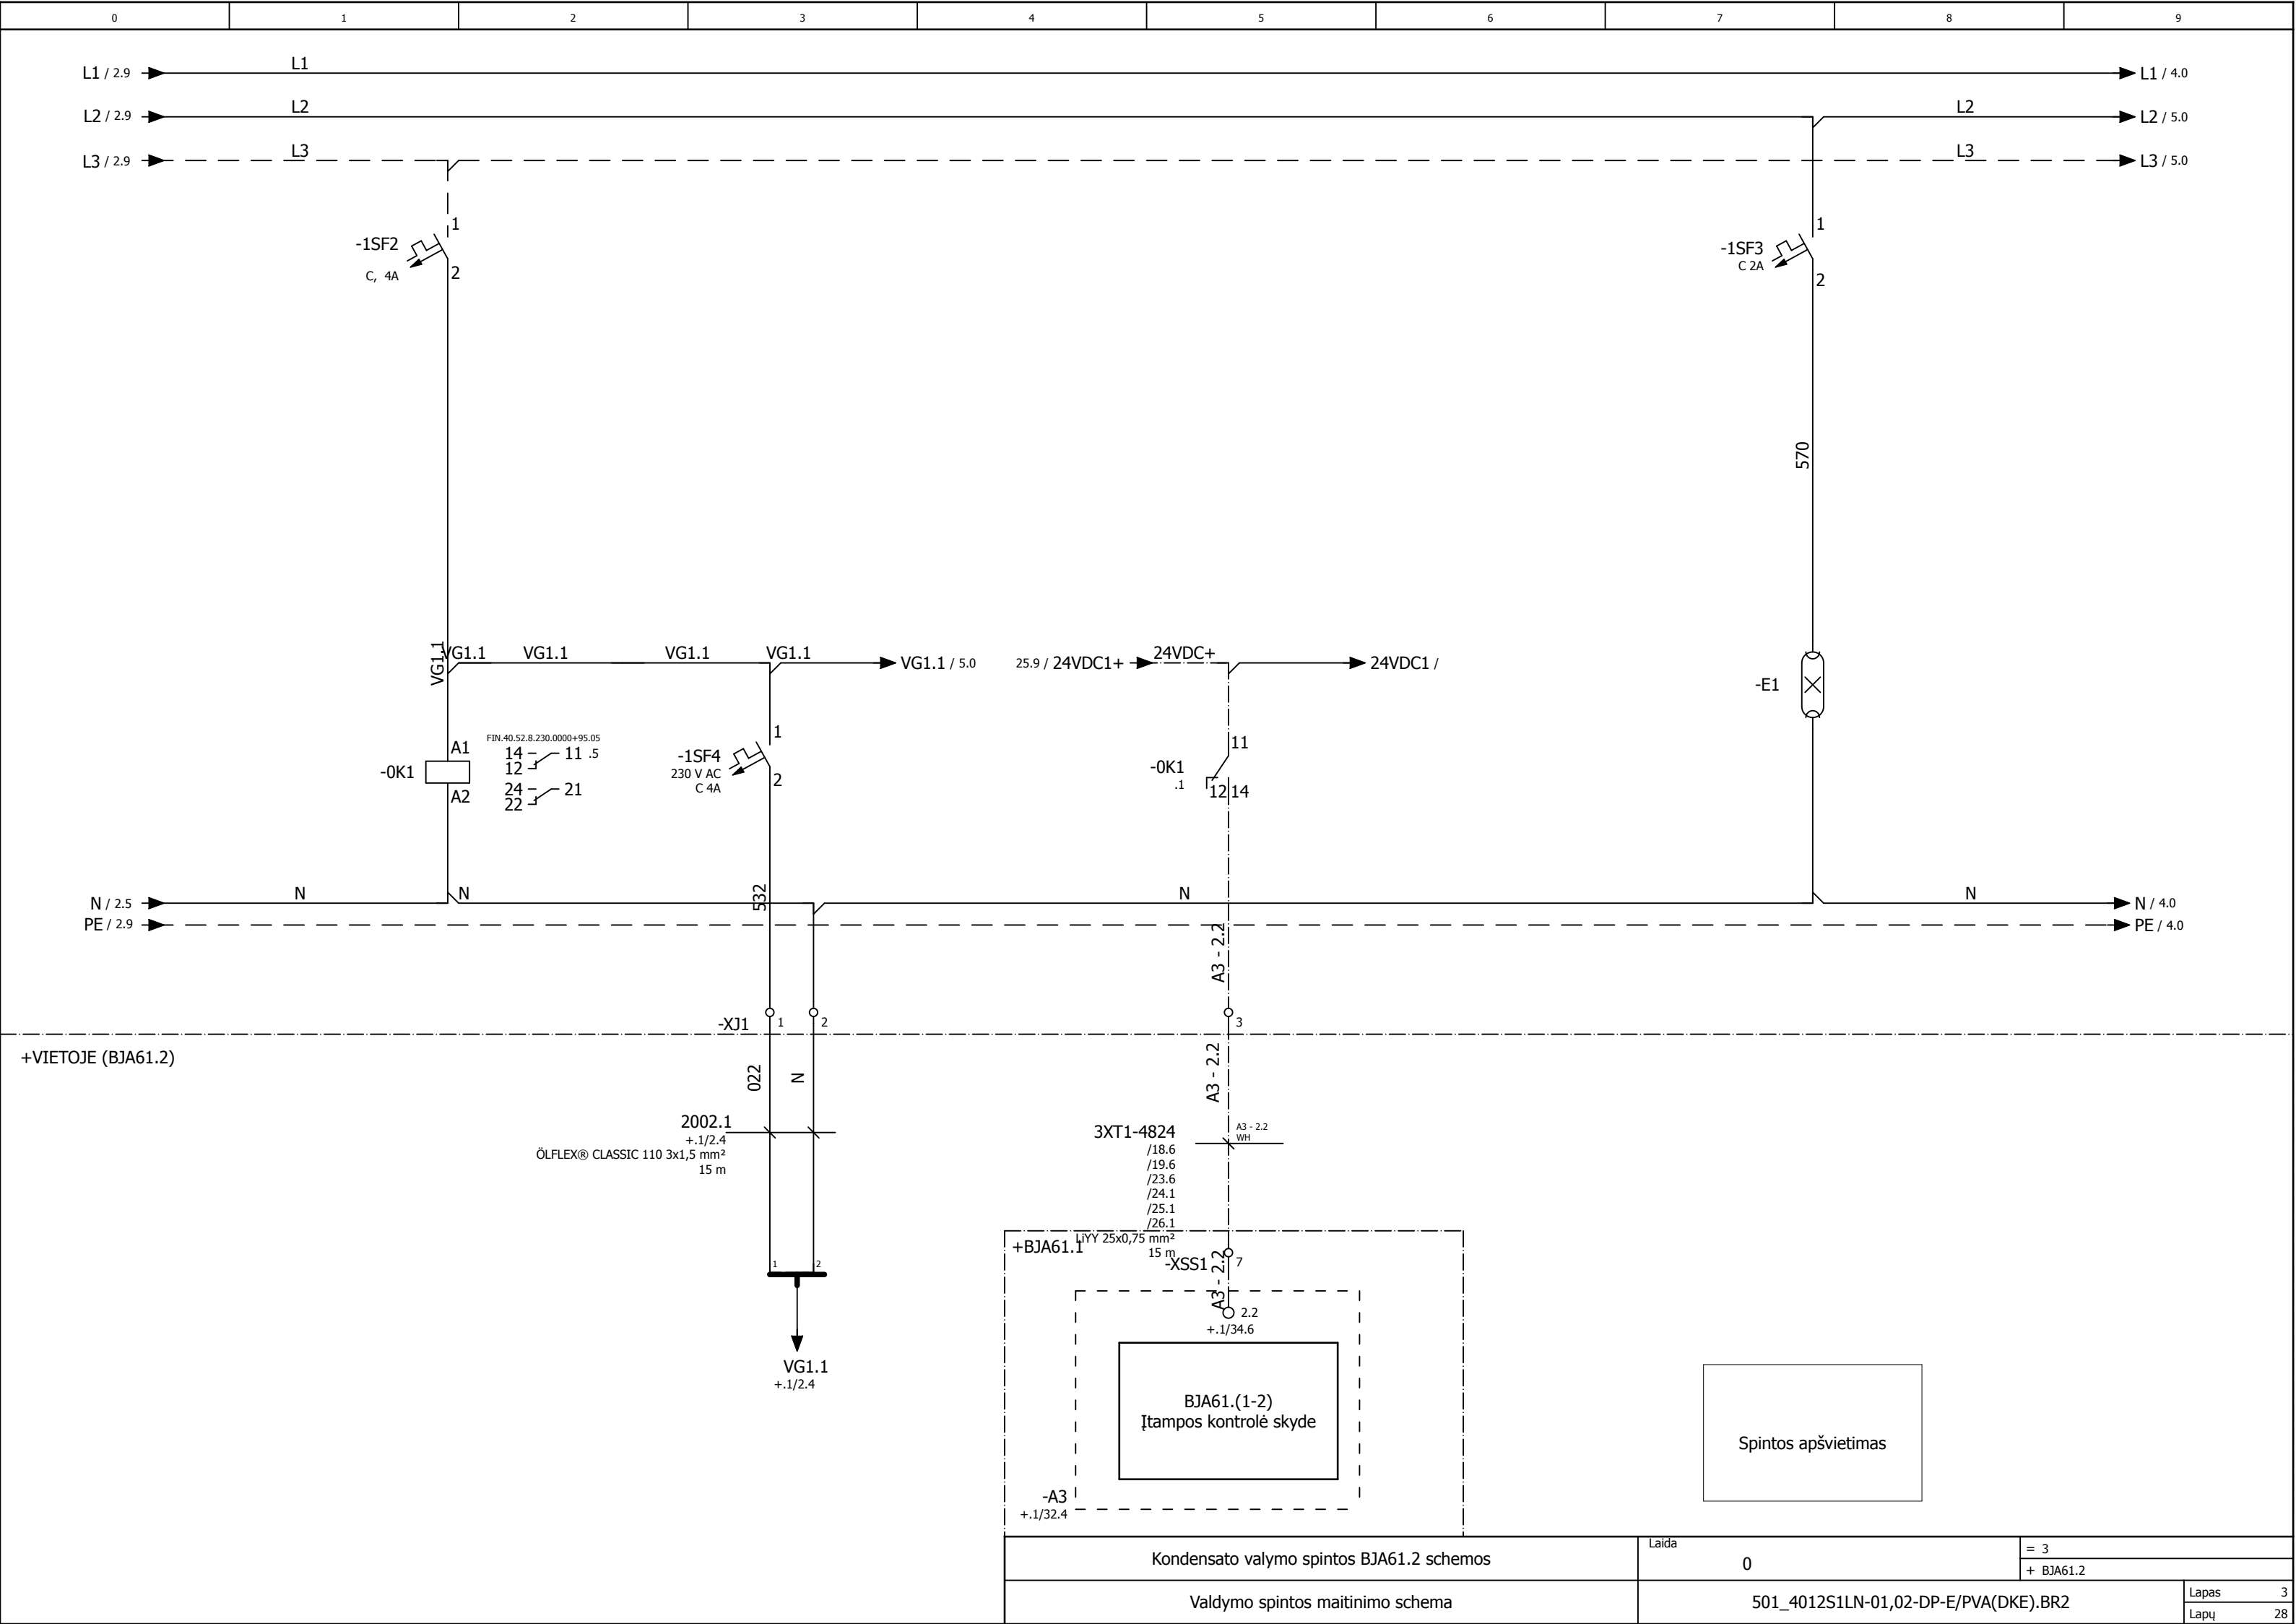 0 1 2 3 4 5 6 7 8 9
L1 / 2.9 L1 L1 / 4.0
L2 / 2.9 L2 L2 L2 / 5.0
L3 / 2.9 L3 L3 L3 / 5.0
1
-1SF2
C, 4A
2
1
-1SF3
C 2A
2
570
VG1.1
VG1.1 VG1.1 VG1.1 VG1.1 VG1.1 / 5.0
25.9 / 24VDC1+ 24VDC+ 24VDC1 /
-E1
A1
-0K1
A2
FIN.40.52.8.230.0000+95.05
14 11 .5
12
24 21
22
1
-1SF4
230 V AC
C 4A
2
11
-0K1
.1
12 14
532
N / 2.5 N N N N N / 4.0
PE / 2.9 PE / 4.0
A3 - 2.2
-XJ1 1 2 3
+VIETOJE (BJA61.2)
022 N
A3 - 2.2
2002.1
+.1/2.4
ÖLFLEX® CLASSIC 110 3x1,5 mm²
15 m
3XT1-4824
/18.6
/19.6
/23.6
/24.1
/25.1
/26.1
LiYY 25x0,75 mm²
15 m
A3 - 2.2
WH
+BJA61.1
-XSS1 7
A3 - 2.2
1 2
2.2
+.1/34.6
VG1.1
+.1/2.4
BJA61.(1-2)
Įtampos kontrolė skyde
-A3
+.1/32.4
Spintos apšvietimas
Kondensato valymo spintos BJA61.2 schemos
Laida
0
= 3
+ BJA61.2
Valdymo spintos maitinimo schema
501_4012S1LN-01,02-DP-E/PVA(DKE).BR2
Lapas 3
Lapų 28